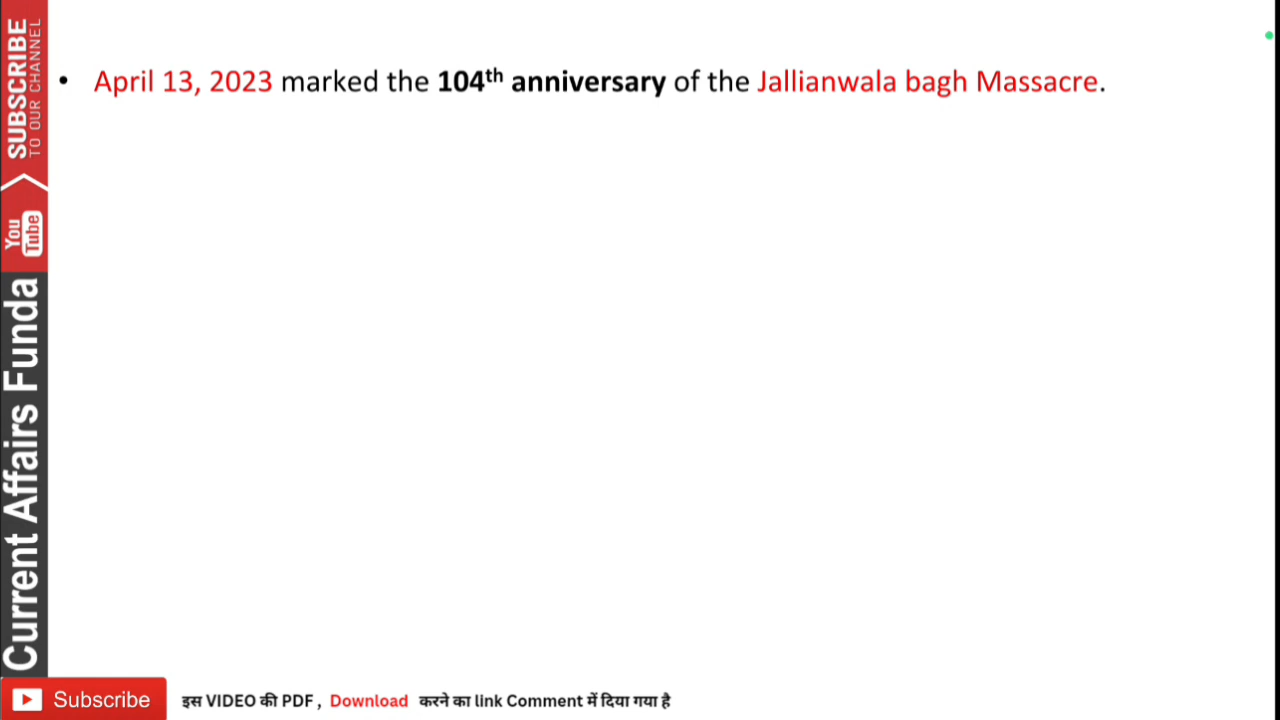 • April 13, 2023 marked the 104th anniversary of the Jallianwala bagh Massacre.
SUBSCRIBE
TO OUR CHANNEL
You
Tube
Current Affairs Funda
Subscribe
इस VIDEO की PDF , Download करने का link Comment में दिया गया है